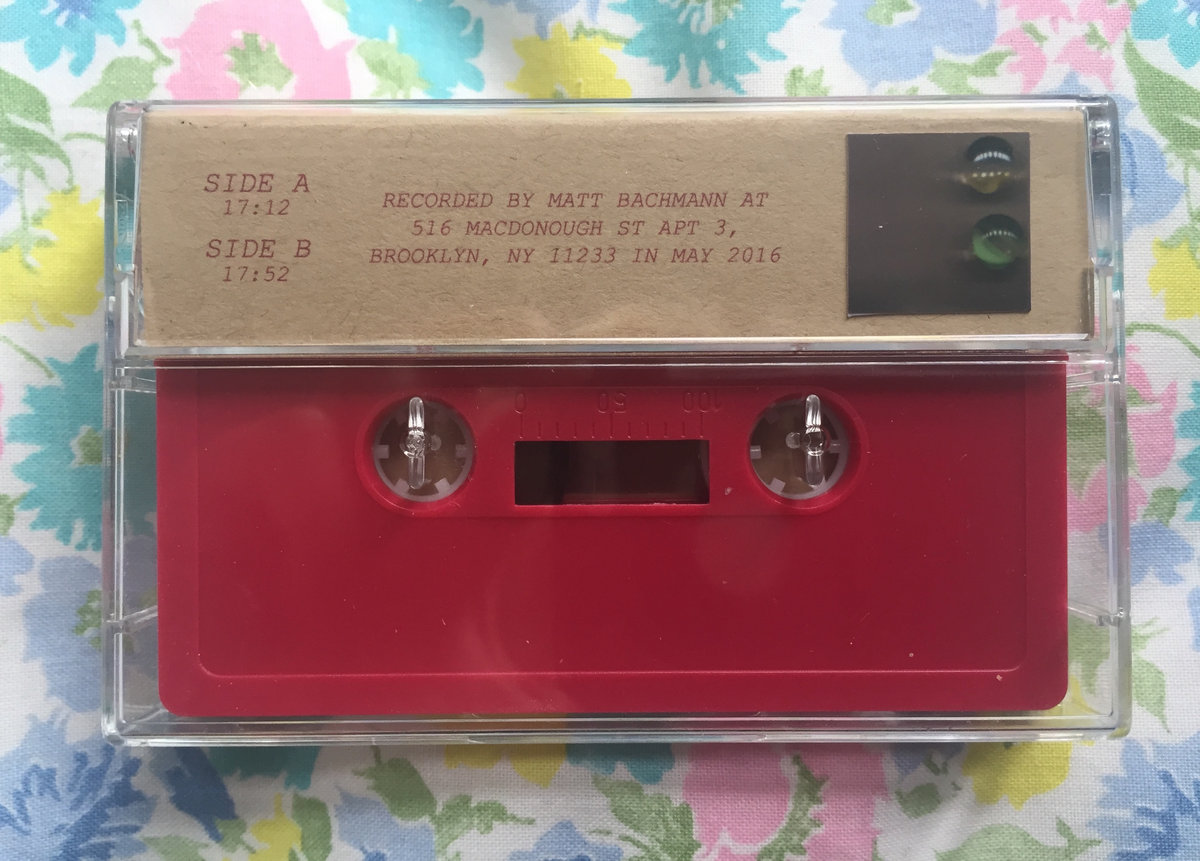 SIDE A
17:12
SIDE B
17:52
RECORDED BY MATT BACHMANN AT
516 MACDONOUGH ST APT 3,
BROOKLYN, NY 11233 IN MAY 2016
0 50 100